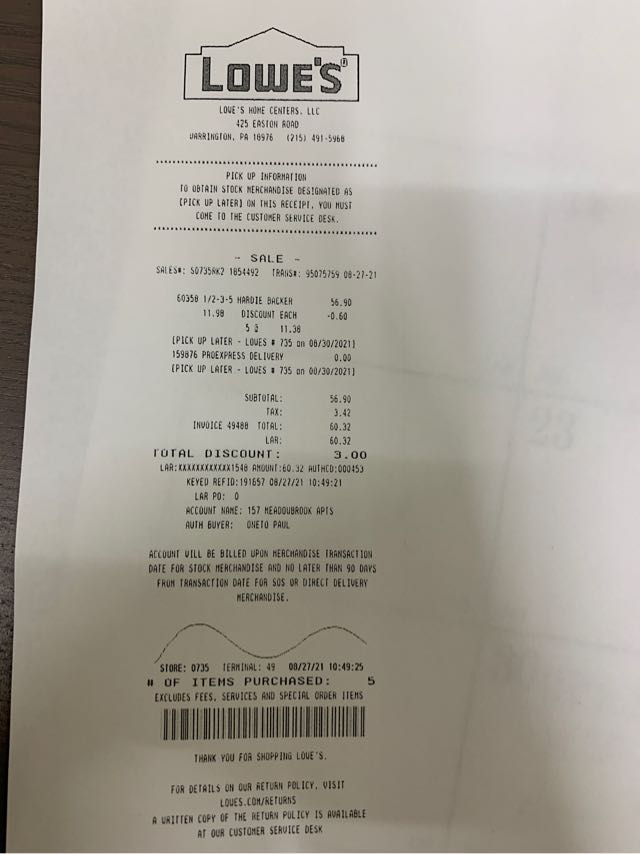 LOWE'S®
LOWE'S HOME CENTERS, LLC
425 EASTON ROAD
WARRINGTON, PA 18976 (215) 491-5968
PICK UP INFORMATION
TO OBTAIN STOCK MERCHANDISE DESIGNATED AS
[PICK UP LATER] ON THIS RECEIPT, YOU MUST
COME TO THE CUSTOMER SERVICE DESK.
- SALE -
SALES#: S0735RK2 1854492 TRANS#: 95075759 08-27-21
60358 1/2-3-5 HARDIE BACKER 56.90
11.98 DISCOUNT EACH -0.60
5 @ 11.38
[PICK UP LATER - LOWES # 735 on 08/30/2021]
159876 PROEXPRESS DELIVERY 0.00
[PICK UP LATER - LOWES # 735 on 08/30/2021]
SUBTOTAL: 56.90
TAX: 3.42
INVOICE 49488 TOTAL: 60.32
LAR: 60.32
TOTAL DISCOUNT: 3.00
LAR:XXXXXXXXXXXX1548 AMOUNT:60.32 AUTHCD:000453
KEYED REFID:191657 08/27/21 10:49:21
LAR PO: 0
ACCOUNT NAME: 157 MEADOWBROOK APTS
AUTH BUYER: ONETO PAUL
ACCOUNT WILL BE BILLED UPON MERCHANDISE TRANSACTION
DATE FOR STOCK MERCHANDISE AND NO LATER THAN 90 DAYS
FROM TRANSACTION DATE FOR SOS OR DIRECT DELIVERY
MERCHANDISE.
STORE: 0735 TERMINAL: 49 08/27/21 10:49:25
# OF ITEMS PURCHASED: 5
EXCLUDES FEES, SERVICES AND SPECIAL ORDER ITEMS
THANK YOU FOR SHOPPING LOWE'S.
FOR DETAILS ON OUR RETURN POLICY, VISIT
LOWES.COM/RETURNS
A WRITTEN COPY OF THE RETURN POLICY IS AVAILABLE
AT OUR CUSTOMER SERVICE DESK